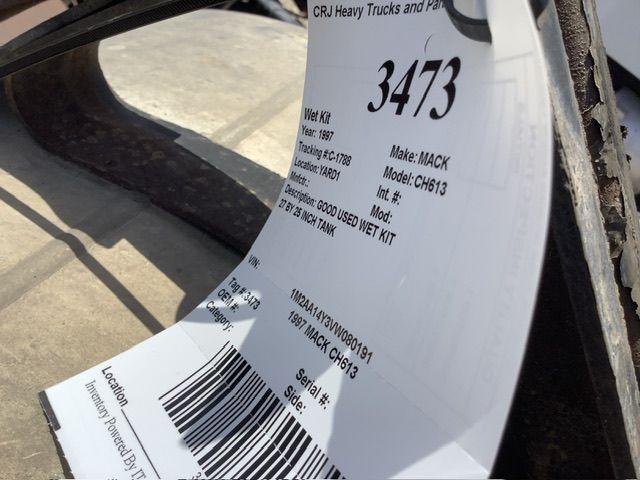 CRJ Heavy Trucks and Par
3473
Wet Kit
Year: 1997 Make: MACK
Tracking #:C-1788 Model: CH613
Location: YARD1 Int. #:
Mnfctr.: Mod:
Description: GOOD USED WET KIT
27 BY 25 INCH TANK
VIN: 1M2AA14Y3VW080191
Tag #: 3473 1997 MACK CH613
OEM #: Serial #:
Category: Side:
Location
Inventory Powered By